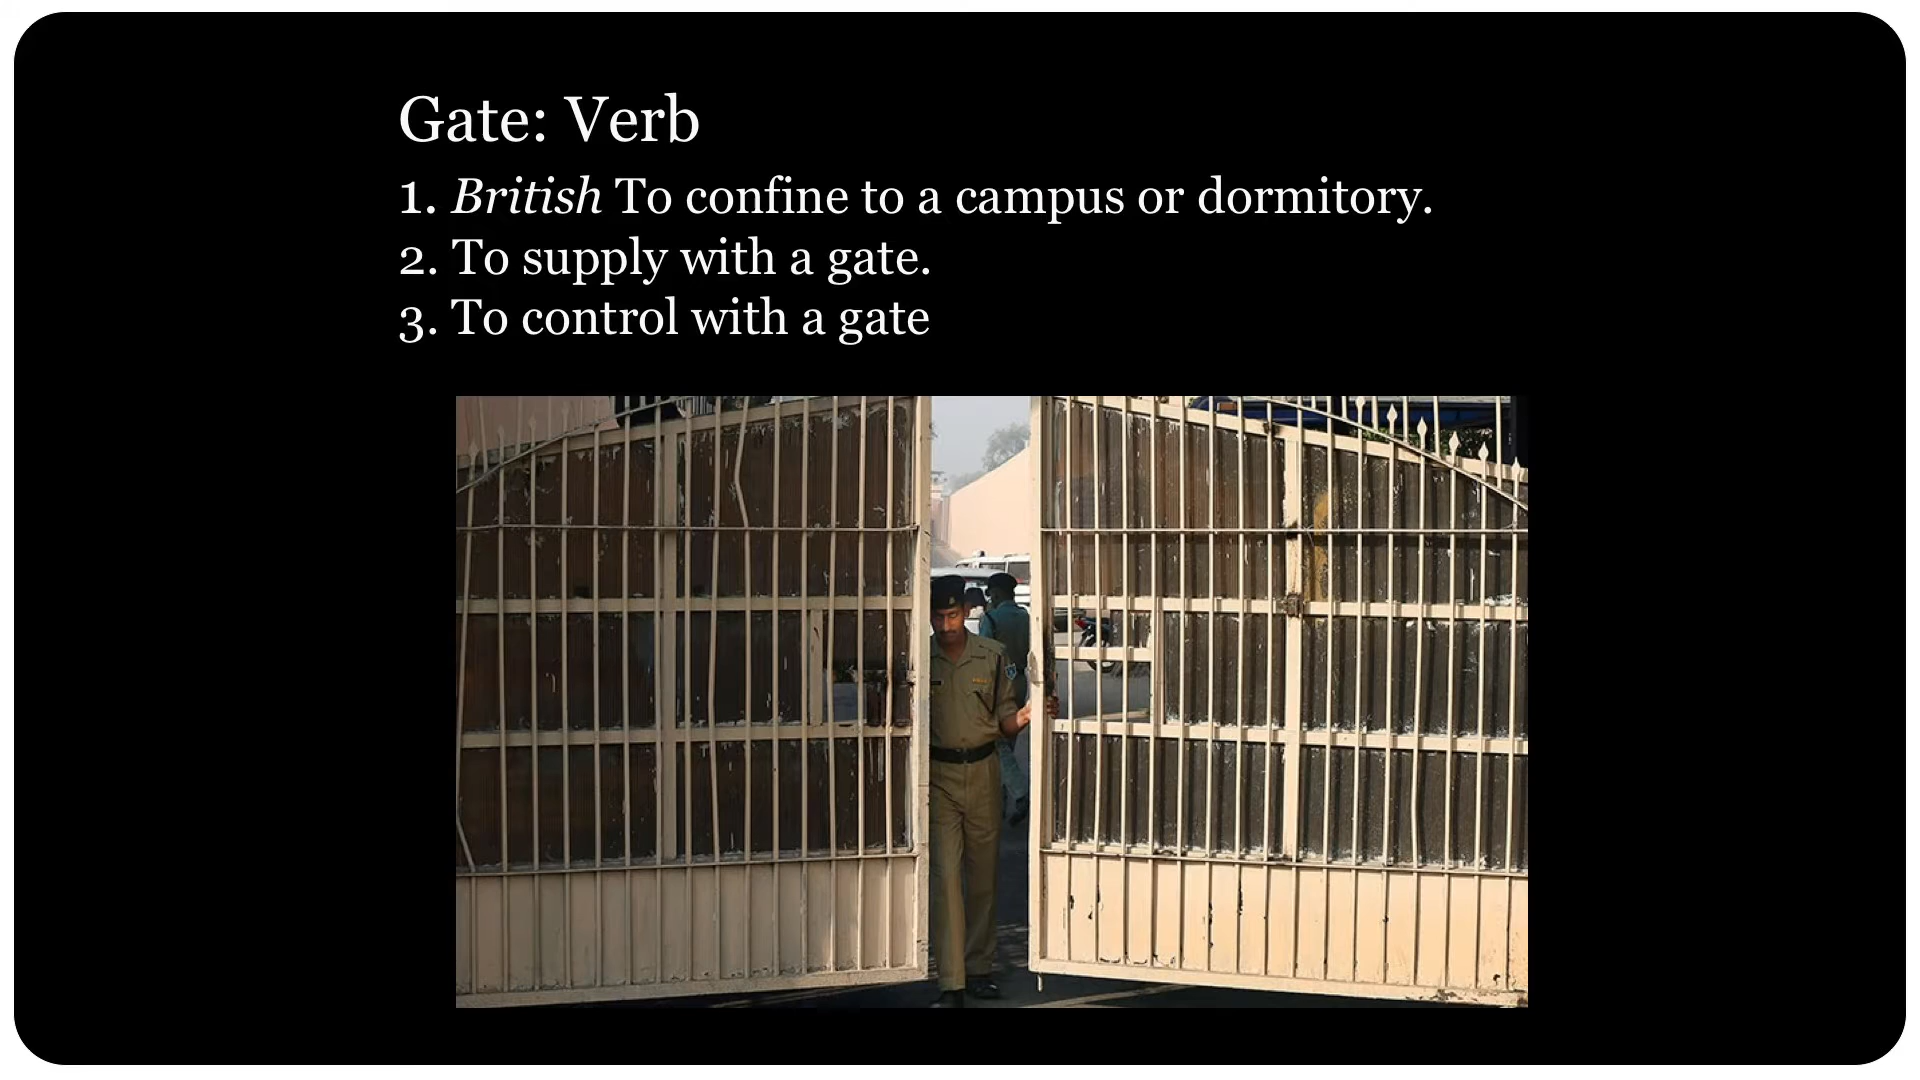 Gate: Verb
1. British To confine to a campus or dormitory.
2. To supply with a gate.
3. To control with a gate